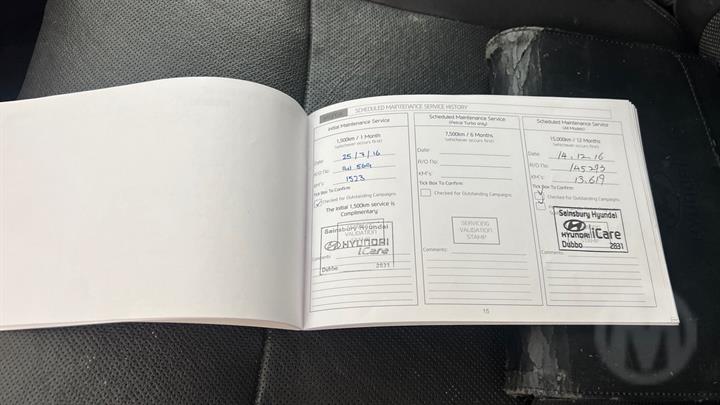 SCHEDULED MAINTENANCE SERVICE HISTORY
Initial Maintenance Service
1,500km / 1 Month
(whichever occurs first)
Date: 25/7/16
R/O No:
KM's: 1523
Tick Box To Confirm
Checked for Outstanding Campaigns
The initial 1,500km service is
Complimentary
Sainsbury Hyundai
HYUNDAI iCare
Dubbo 2831
Comments:
Scheduled Maintenance Service
(Petrol Turbo only)
7,500km / 6 Months
(whichever occurs first)
Date:
R/O No:
KM's:
Tick Box To Confirm
Checked for Outstanding Campaigns
SERVICING
VALIDATION
STAMP
Comments:
Scheduled Maintenance Service
(All Models)
15,000km / 12 Months
(whichever occurs first)
Date: 14.12.16
R/O No: 145293
KM's: 13,619
Tick Box To Confirm
Checked for Outstanding Campaigns
Sainsbury Hyundai
HYUNDAI iCare
Dubbo 2831
Comments:
15
M